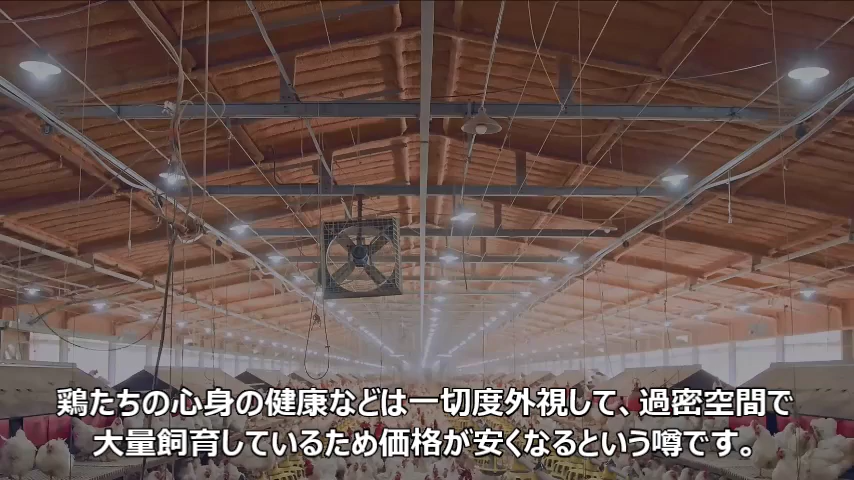 鶏たちの心身の健康などは一切度外視して、過密空間で
大量飼育しているため価格が安くなるという噂です。